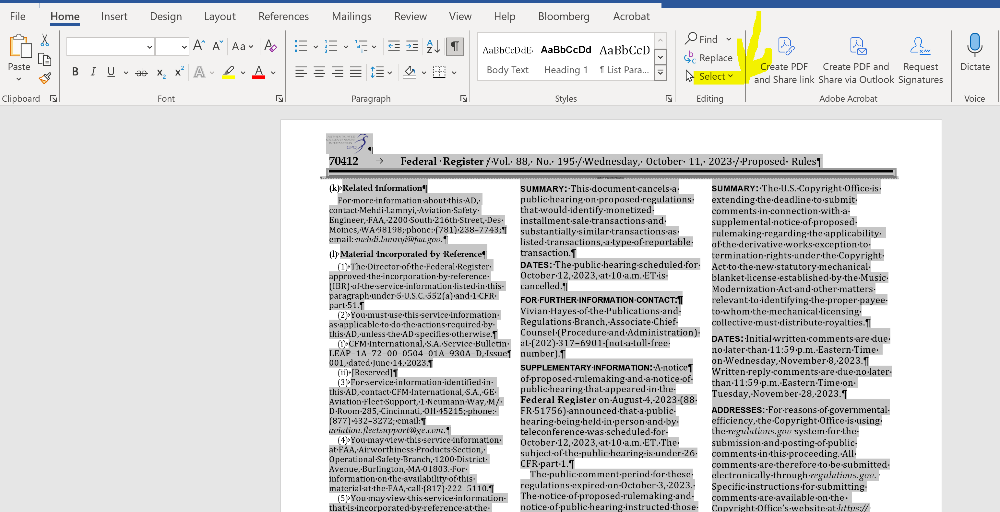 File Home Insert Design Layout References Mailings Review View Help Bloomberg Acrobat
Paste
Clipboard
Aa
B I U ab x2 x2 A A
Font
Paragraph
AaBbCcDdE AaBbCcDd AaBbCcD
Body Text Heading 1 ¶ List Para...
Styles
Find
Replace
Select
Editing
Create PDF
and Share link
Create PDF and
Share via Outlook
Request
Signatures
Adobe Acrobat
Dictate
Voice
AUTHENTICATED
U.S. GOVERNMENT
INFORMATION
GPO
¶
70412 → Federal Register / Vol. 88, No. 195 / Wednesday, October 11, 2023 / Proposed Rules¶
Section Break (Continuous)
(k) Related Information¶
For more information about this AD,
contact Mehdi Lamnyi, Aviation Safety
Engineer, FAA, 2200 South 216th Street, Des
Moines, WA 98198; phone: (781) 238–7743;¶
email: mehdi.lamnyi@faa.gov.¶
(l) Material Incorporated by Reference¶
(1) The Director of the Federal Register
approved the incorporation by reference
(IBR) of the service information listed in this
paragraph under 5 U.S.C. 552(a) and 1 CFR
part 51.¶
(2) You must use this service information
as applicable to do the actions required by
this AD, unless the AD specifies otherwise.¶
(i) CFM International, S.A. Service Bulletin
LEAP–1A–72–00–0504–01A–930A–D, Issue¶
001, dated June 14, 2023.¶
(ii) [Reserved]¶
(3) For service information identified in
this AD, contact CFM International, S.A., GE
Aviation Fleet Support, 1 Neumann Way, M/
D Room 285, Cincinnati, OH 45215; phone:
(877) 432–3272; email:¶
aviation.fleetsupport@ge.com.¶
(4) You may view this service information
at FAA, Airworthiness Products Section,
Operational Safety Branch, 1200 District
Avenue, Burlington, MA 01803. For
information on the availability of this
material at the FAA, call (817) 222–5110.¶
(5) You may view this service information
that is incorporated by reference at the
SUMMARY: This document cancels a
public hearing on proposed regulations
that would identify monetized
installment sale transactions and
substantially similar transactions as
listed transactions, a type of reportable
transaction.¶
DATES: The public hearing scheduled for
October 12, 2023, at 10 a.m. ET is
cancelled.¶
FOR FURTHER INFORMATION CONTACT:¶
Vivian Hayes of the Publications and
Regulations Branch, Associate Chief
Counsel (Procedure and Administration)
at (202) 317–6901 (not a toll-free
number).¶
SUPPLEMENTARY INFORMATION: A notice¶
of proposed rulemaking and a notice of
public hearing that appeared in the
Federal Register on August 4, 2023 (88
FR 51756) announced that a public
hearing being held in person and by
teleconference was scheduled for
October 12, 2023, at 10 a.m. ET. The
subject of the public hearing is under 26
CFR part 1.¶
The public comment period for these
regulations expired on October 3, 2023.
The notice of proposed rulemaking and
notice of public hearing instructed those
SUMMARY: The U.S. Copyright Office is
extending the deadline to submit
comments in connection with a
supplemental notice of proposed
rulemaking regarding the applicability
of the derivative works exception to
termination rights under the Copyright
Act to the new statutory mechanical
blanket license established by the Music
Modernization Act and other matters
relevant to identifying the proper payee
to whom the mechanical licensing
collective must distribute royalties.¶
DATES: Initial written comments are due
no later than 11:59 p.m. Eastern Time
on Wednesday, November 8, 2023.¶
Written reply comments are due no later
than 11:59 p.m. Eastern Time on
Tuesday, November 28, 2023.¶
ADDRESSES: For reasons of governmental
efficiency, the Copyright Office is using
the regulations.gov system for the
submission and posting of public
comments in this proceeding. All
comments are therefore to be submitted
electronically through regulations.gov.
Specific instructions for submitting
comments are available on the
Copyright Office's website at https://